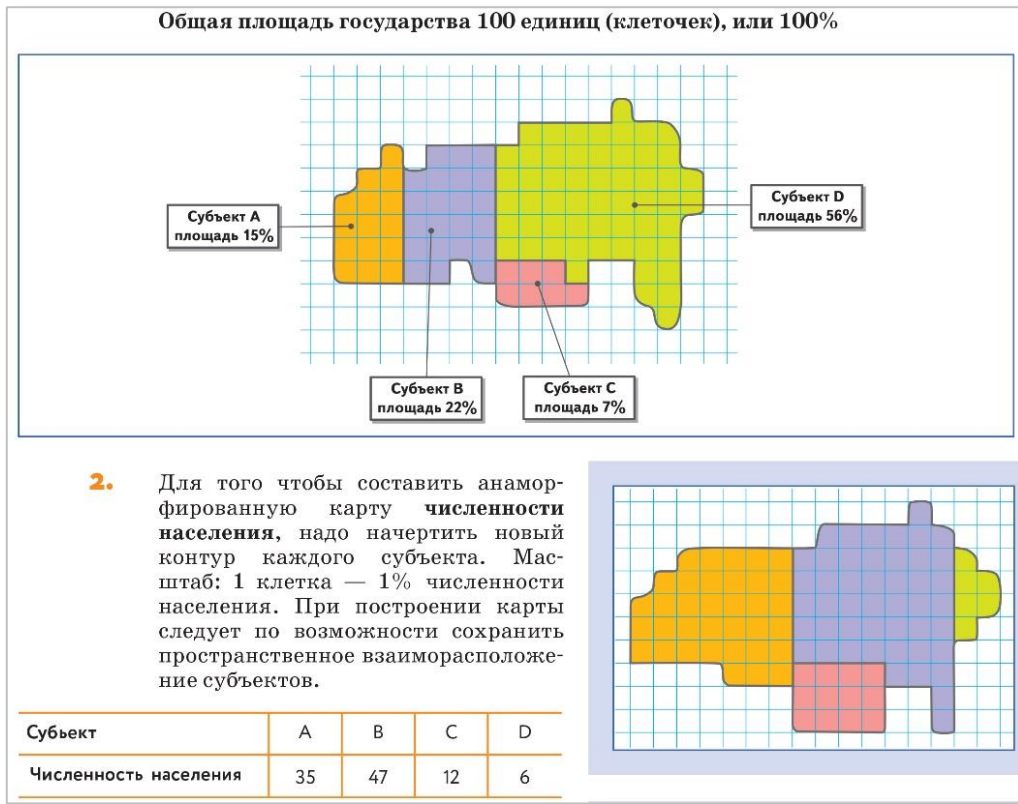 Общая площадь государства 100 единиц (клеточек), или 100%
Субъект A
площадь 15%
Субъект D
площадь 56%
Субъект B
площадь 22%
Субъект C
площадь 7%
2.
Для того чтобы составить анамор-
фированную карту численности
населения, надо начертить новый
контур каждого субъекта. Мас-
штаб: 1 клетка — 1% численности
населения. При построении карты
следует по возможности сохранить
пространственное взаиморасположе-
ние субъектов.
Субьект A B C D
Численность населения 35 47 12 6